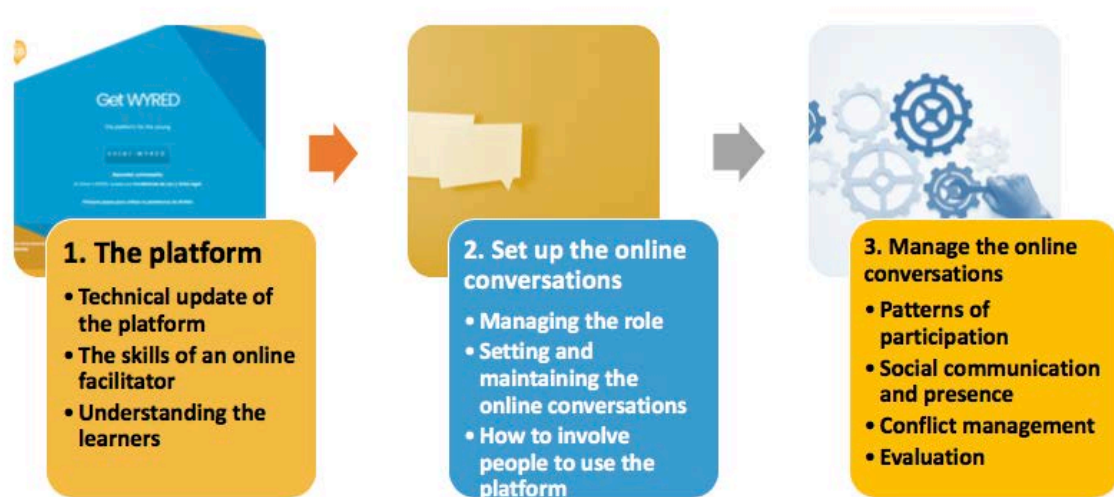 Get WYRED
1. The platform
• Technical update of
the platform
• The skills of an online
facilitator
• Understanding the
learners
2. Set up the online
conversations
• Managing the role
• Setting and
maintaining the
online conversations
• How to involve
people to use the
platform
3. Manage the online
conversations
• Patterns of
participation
• Social communication
and presence
• Conflict management
• Evaluation